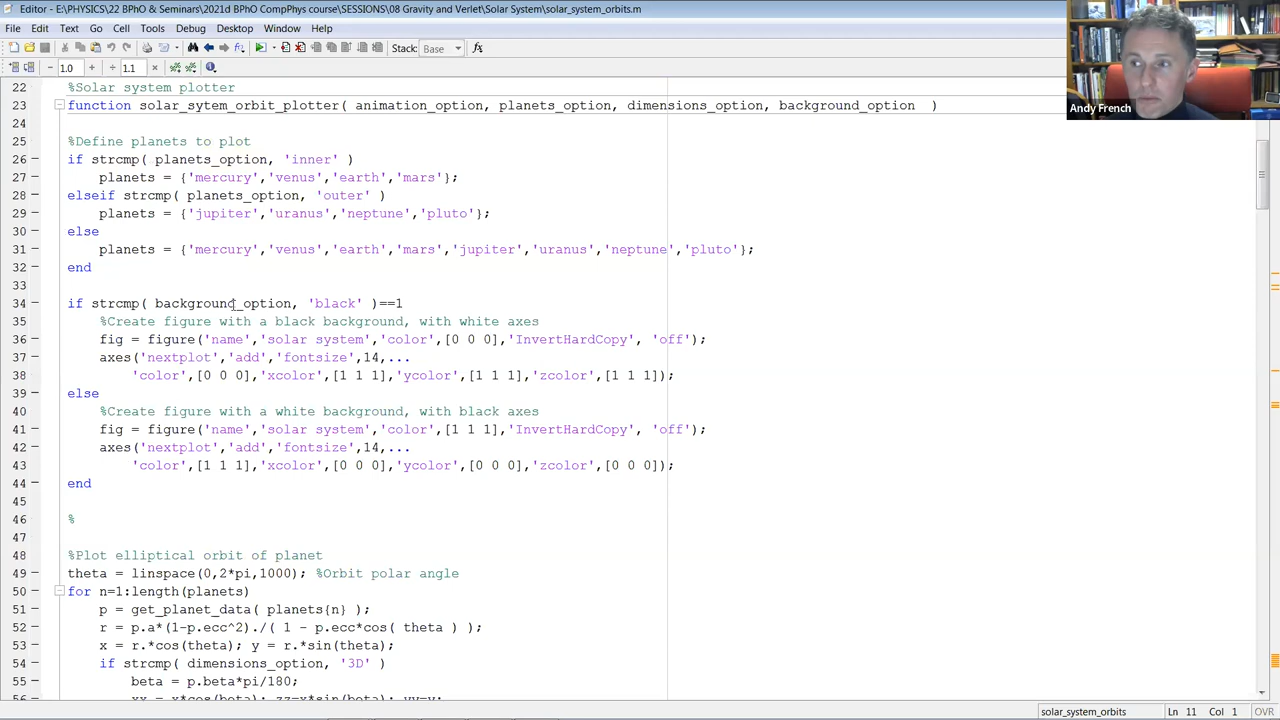 Editor - E:\PHYSICS\22 BPhO & Seminars\2021d BPhO CompPhys course\SESSIONS\08 Gravity and Verlet\Solar System\solar_system_orbits.m
File Edit Text Go Cell Tools Debug Desktop Window Help
Stack: Base fx
− 1.0 + ÷ 1.1 ×
Andy French
22 %Solar system plotter
23 function solar_sytem_orbit_plotter( animation_option, planets_option, dimensions_option, background_option )
24
25 %Define planets to plot
26 if strcmp( planets_option, 'inner' )
27 planets = {'mercury','venus','earth','mars'};
28 elseif strcmp( planets_option, 'outer' )
29 planets = {'jupiter','uranus','neptune','pluto'};
30 else
31 planets = {'mercury','venus','earth','mars','jupiter','uranus','neptune','pluto'};
32 end
33
34 if strcmp( background_option, 'black' )==1
35 %Create figure with a black background, with white axes
36 fig = figure('name','solar system','color',[0 0 0],'InvertHardCopy', 'off');
37 axes('nextplot','add','fontsize',14,...
38 'color',[0 0 0],'xcolor',[1 1 1],'ycolor',[1 1 1],'zcolor',[1 1 1]);
39 else
40 %Create figure with a white background, with black axes
41 fig = figure('name','solar system','color',[1 1 1],'InvertHardCopy', 'off');
42 axes('nextplot','add','fontsize',14,...
43 'color',[1 1 1],'xcolor',[0 0 0],'ycolor',[0 0 0],'zcolor',[0 0 0]);
44 end
45
46 %
47
48 %Plot elliptical orbit of planet
49 theta = linspace(0,2*pi,1000); %Orbit polar angle
50 for n=1:length(planets)
51 p = get_planet_data( planets{n} );
52 r = p.a*(1-p.ecc^2)./( 1 - p.ecc*cos( theta ) );
53 x = r.*cos(theta); y = r.*sin(theta);
54 if strcmp( dimensions_option, '3D' )
55 beta = p.beta*pi/180;
56 xx = x*cos(beta); zz=x*sin(beta); yy=y;
solar_system_orbits Ln 11 Col 1 OVR